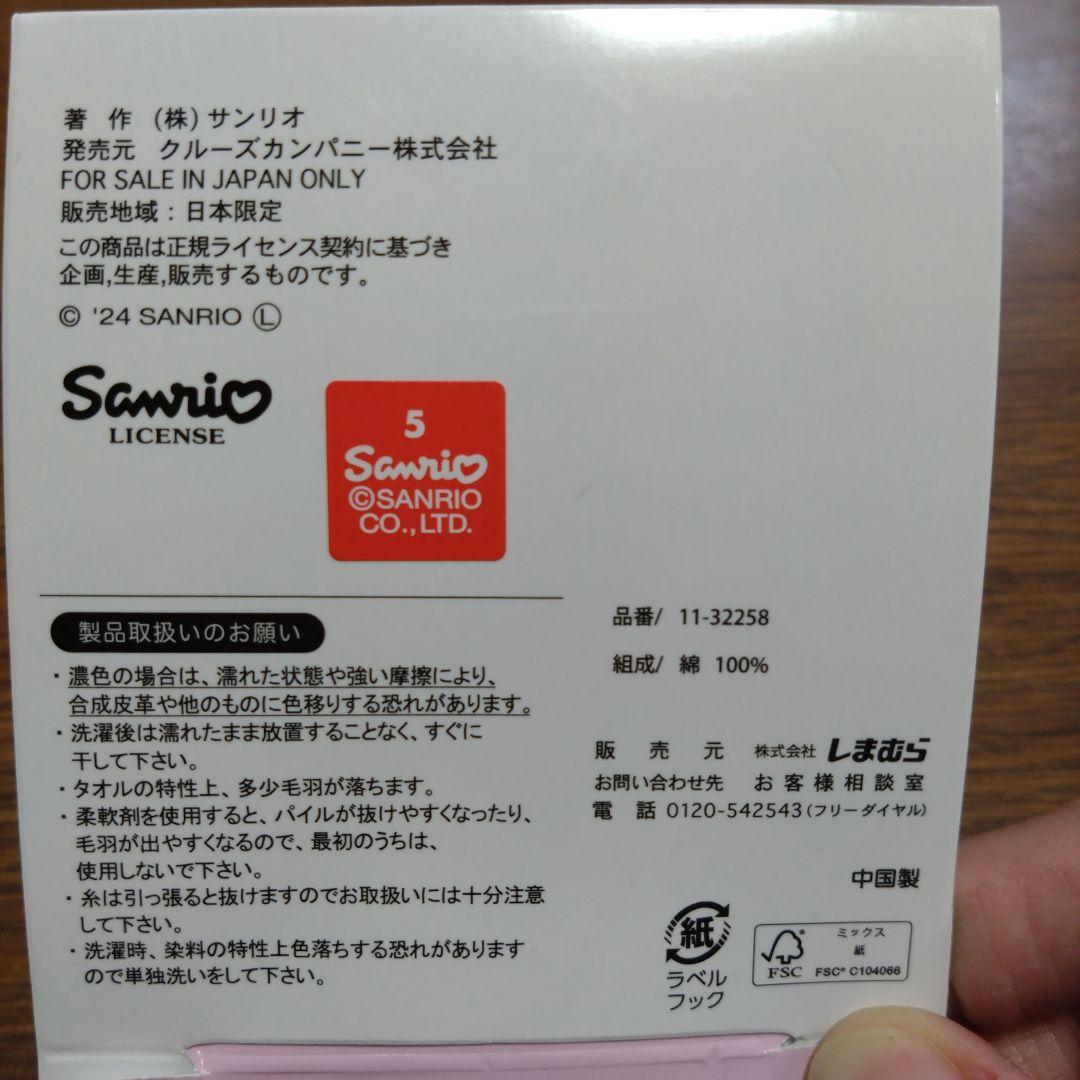 著 作 (株) サンリオ
発売元 クルーズカンパニー株式会社
FOR SALE IN JAPAN ONLY
販売地域：日本限定
この商品は正規ライセンス契約に基づき
企画,生産,販売するものです。
© '24 SANRIO Ⓛ
Sanrio
LICENSE
5
Sanrio
©SANRIO
CO.,LTD.
製品取扱いのお願い
・濃色の場合は、濡れた状態や強い摩擦により、
合成皮革や他のものに色移りする恐れがあります。
・洗濯後は濡れたまま放置することなく、すぐに
干して下さい。
・タオルの特性上、多少毛羽が落ちます。
・柔軟剤を使用すると、パイルが抜けやすくなったり、
毛羽が出やすくなるので、最初のうちは、
使用しないで下さい。
・糸は引っ張ると抜けますのでお取扱いには十分注意
して下さい。
・洗濯時、染料の特性上色落ちする恐れがあります
ので単独洗いをして下さい。
品番/ 11-32258
組成/ 綿 100%
販 売 元 株式会社 しまむら
お問い合わせ先 お客様相談室
電 話 0120-542543 (フリーダイヤル)
中国製
紙
ラベル
フック
FSC
ミックス
紙
FSC® C104066